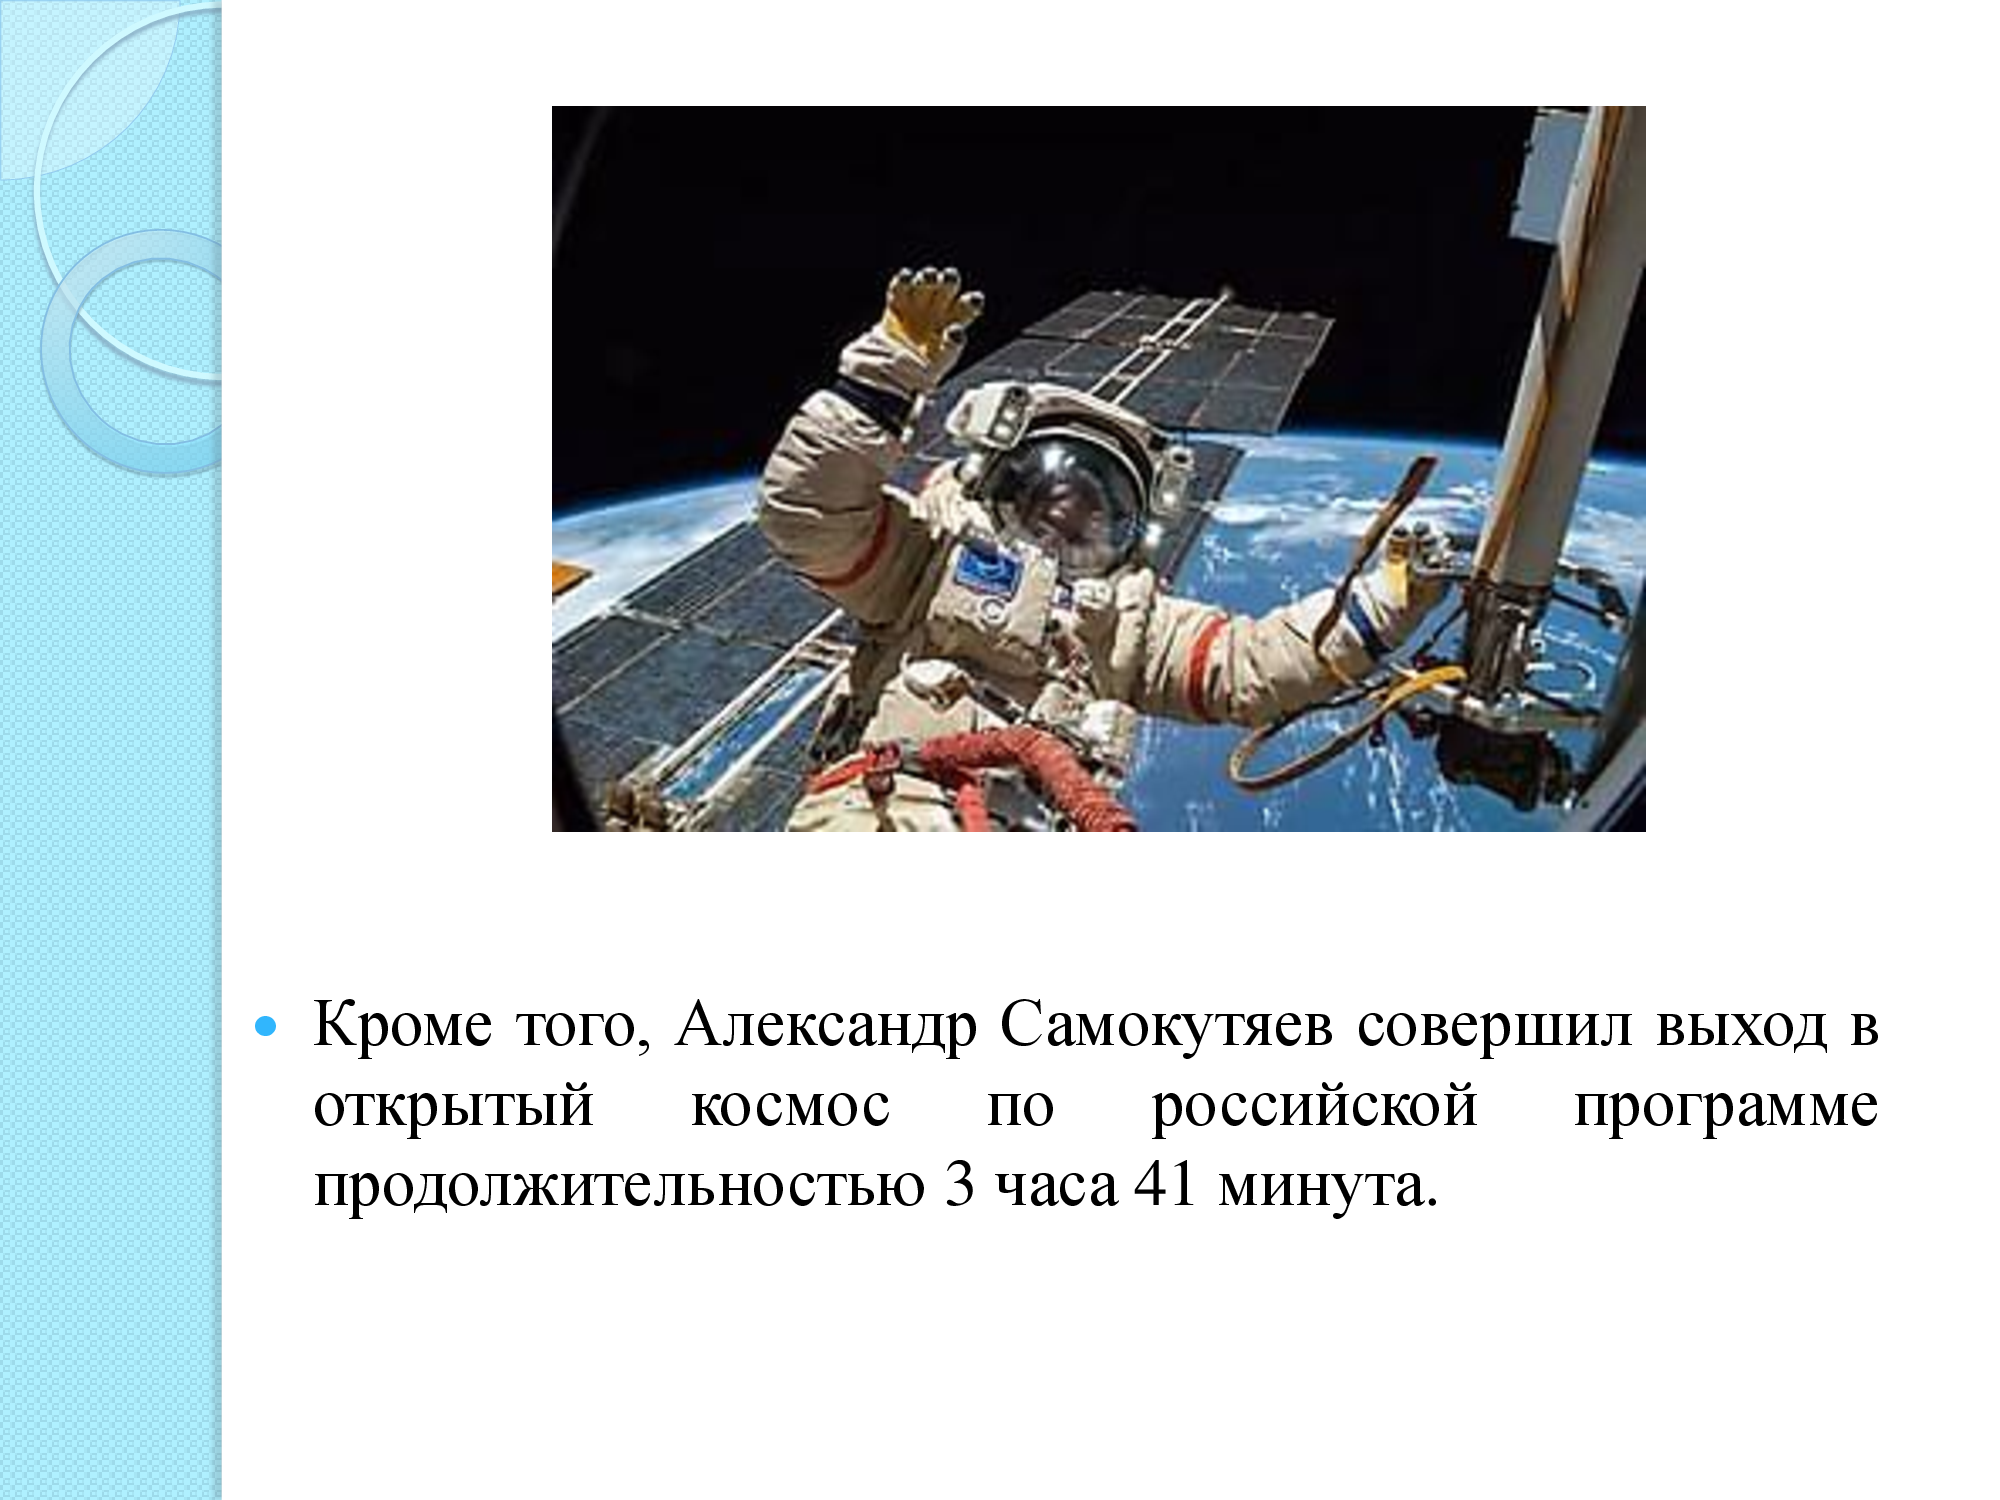 Кроме того, Александр Самокутяев совершил выход в
открытый космос по российской программе
продолжительностью 3 часа 41 минута.